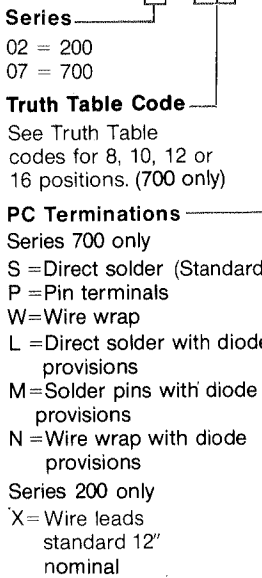 Series
02 = 200
07 = 700
Truth Table Code
See Truth Table
codes for 8, 10, 12 or
16 positions. (700 only)
PC Terminations
Series 700 only
S =Direct solder (Standard
P =Pin terminals
W=Wire wrap
L =Direct solder with diode
provisions
M=Solder pins with diode
provisions
N =Wire wrap with diode
provisions
Series 200 only
X= Wire leads
standard 12"
nominal